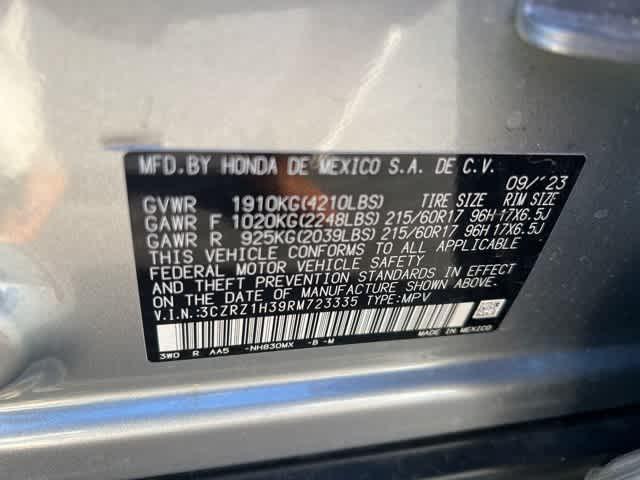 MFD.BY HONDA DE MEXICO S.A. DE C.V.
09/'23
GVWR 1910KG(4210LBS) TIRE SIZE RIM SIZE
GAWR F 1020KG(2248LBS) 215/60R17 96H 17X6.5J
GAWR R 925KG(2039LBS) 215/60R17 96H 17X6.5J
THIS VEHICLE CONFORMS TO ALL APPLICABLE
FEDERAL MOTOR VEHICLE SAFETY
AND THEFT PREVENTION STANDARDS IN EFFECT
ON THE DATE OF MANUFACTURE SHOWN ABOVE.
V.I.N.:3CZRZ1H39RM723335 TYPE:MPV
3W0 R AA5 -NH830MX -B -M
MADE IN MEXICO